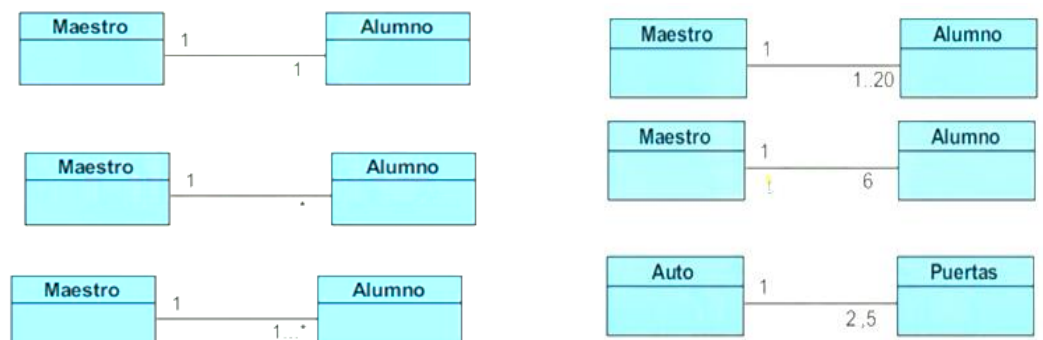 Maestro 1 1 Alumno
Maestro 1 * Alumno
Maestro 1 1...* Alumno
Maestro 1 1..20 Alumno
Maestro 1 6 Alumno
Auto 1 2 ,5 Puertas